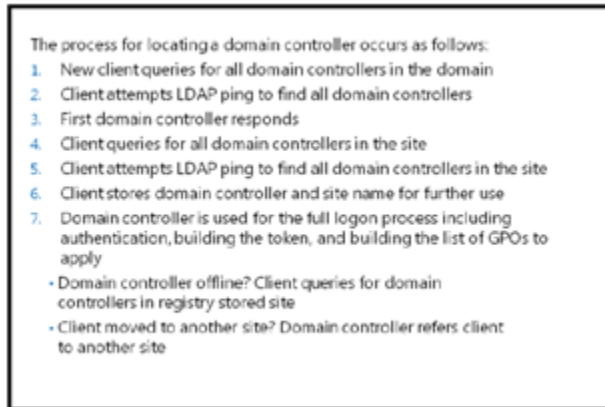 The process for locating a domain controller occurs as follows:
1. New client queries for all domain controllers in the domain
2. Client attempts LDAP ping to find all domain controllers
3. First domain controller responds
4. Client queries for all domain controllers in the site
5. Client attempts LDAP ping to find all domain controllers in the site
6. Client stores domain controller and site name for further use
7. Domain controller is used for the full logon process including
authentication, building the token, and building the list of GPOs to
apply
• Domain controller offline? Client queries for domain
controllers in registry stored site
• Client moved to another site? Domain controller refers client
to another site